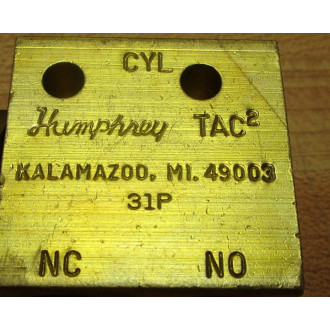 CYL
Humphrey TAC²
KALAMAZOO, MI. 49003
31P
NC NO